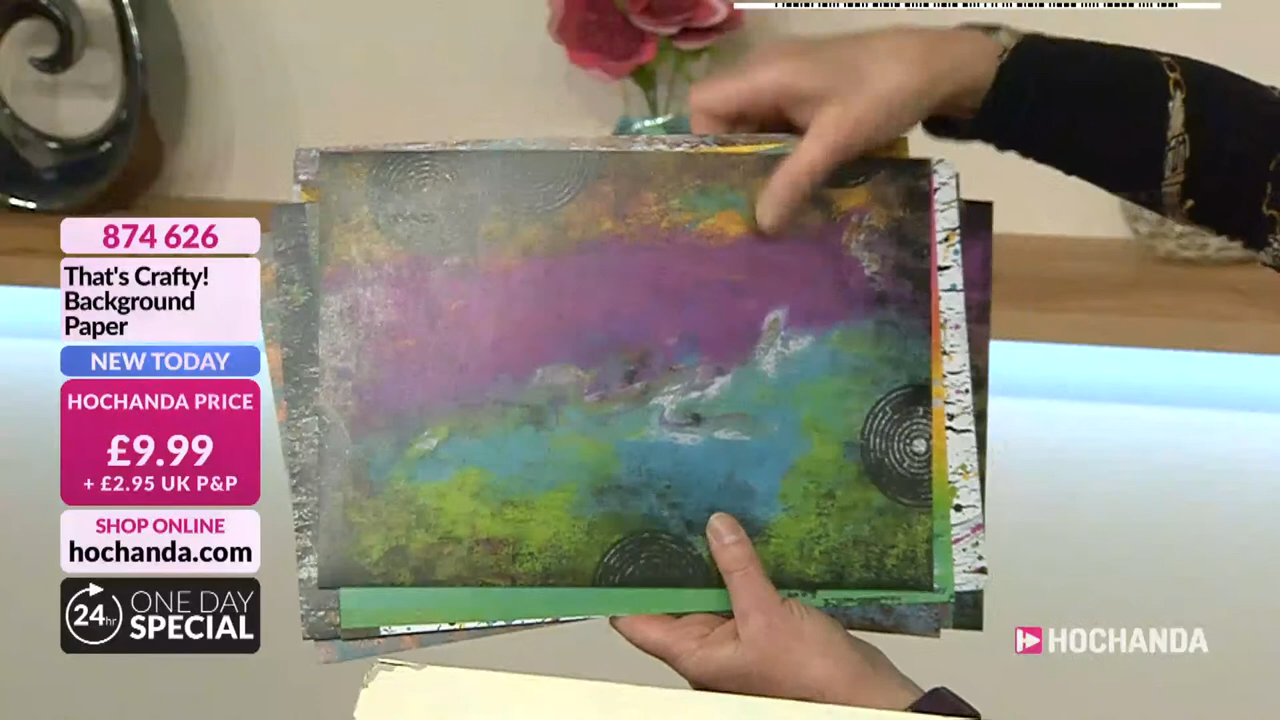 874 626
That's Crafty!
Background
Paper
NEW TODAY
HOCHANDA PRICE
£9.99
+ £2.95 UK P&P
SHOP ONLINE
hochanda.com
24hr ONE DAY
SPECIAL
HOCHANDA